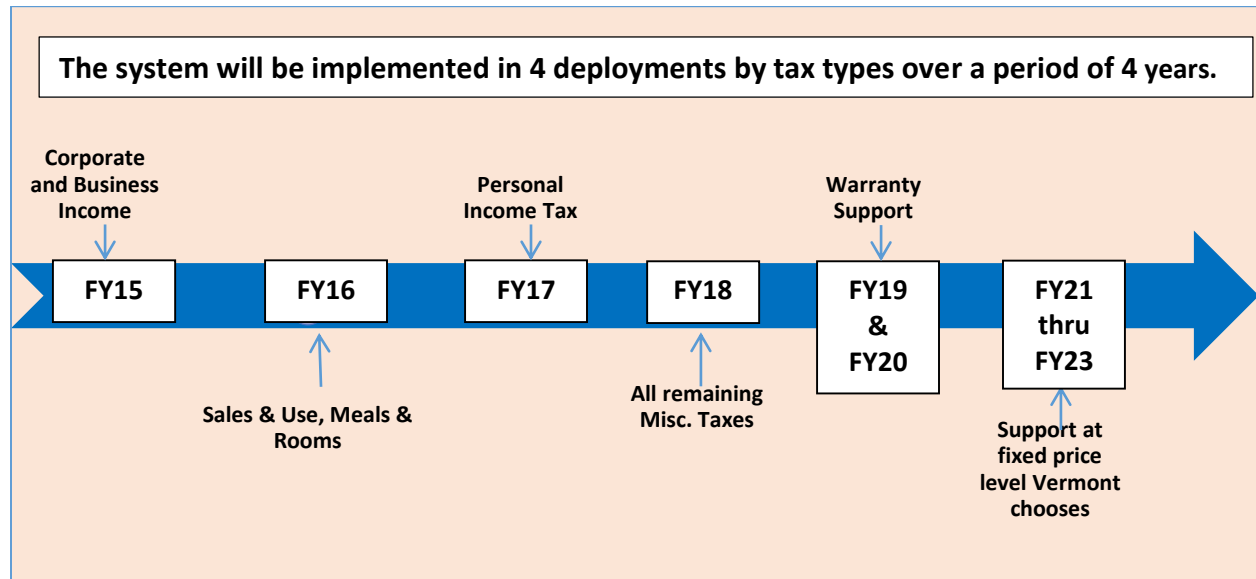 The system will be implemented in 4 deployments by tax types over a period of 4 years.
Corporate
and Business
Income
Personal
Income Tax
Warranty
Support
FY15
FY16
FY17
FY18
FY19
&
FY20
FY21
thru
FY23
Sales & Use, Meals &
Rooms
All remaining
Misc. Taxes
Support at
fixed price
level Vermont
chooses